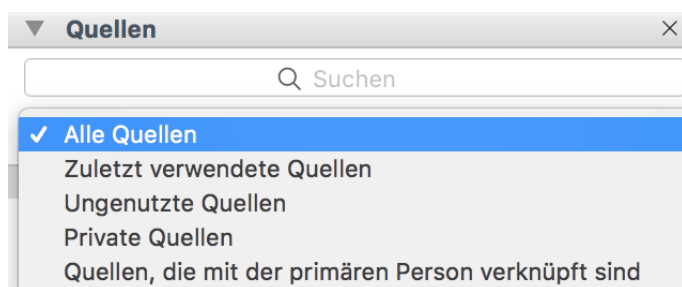 Quellen
Suchen
Alle Quellen
Zuletzt verwendete Quellen
Ungenutzte Quellen
Private Quellen
Quellen, die mit der primären Person verknüpft sind